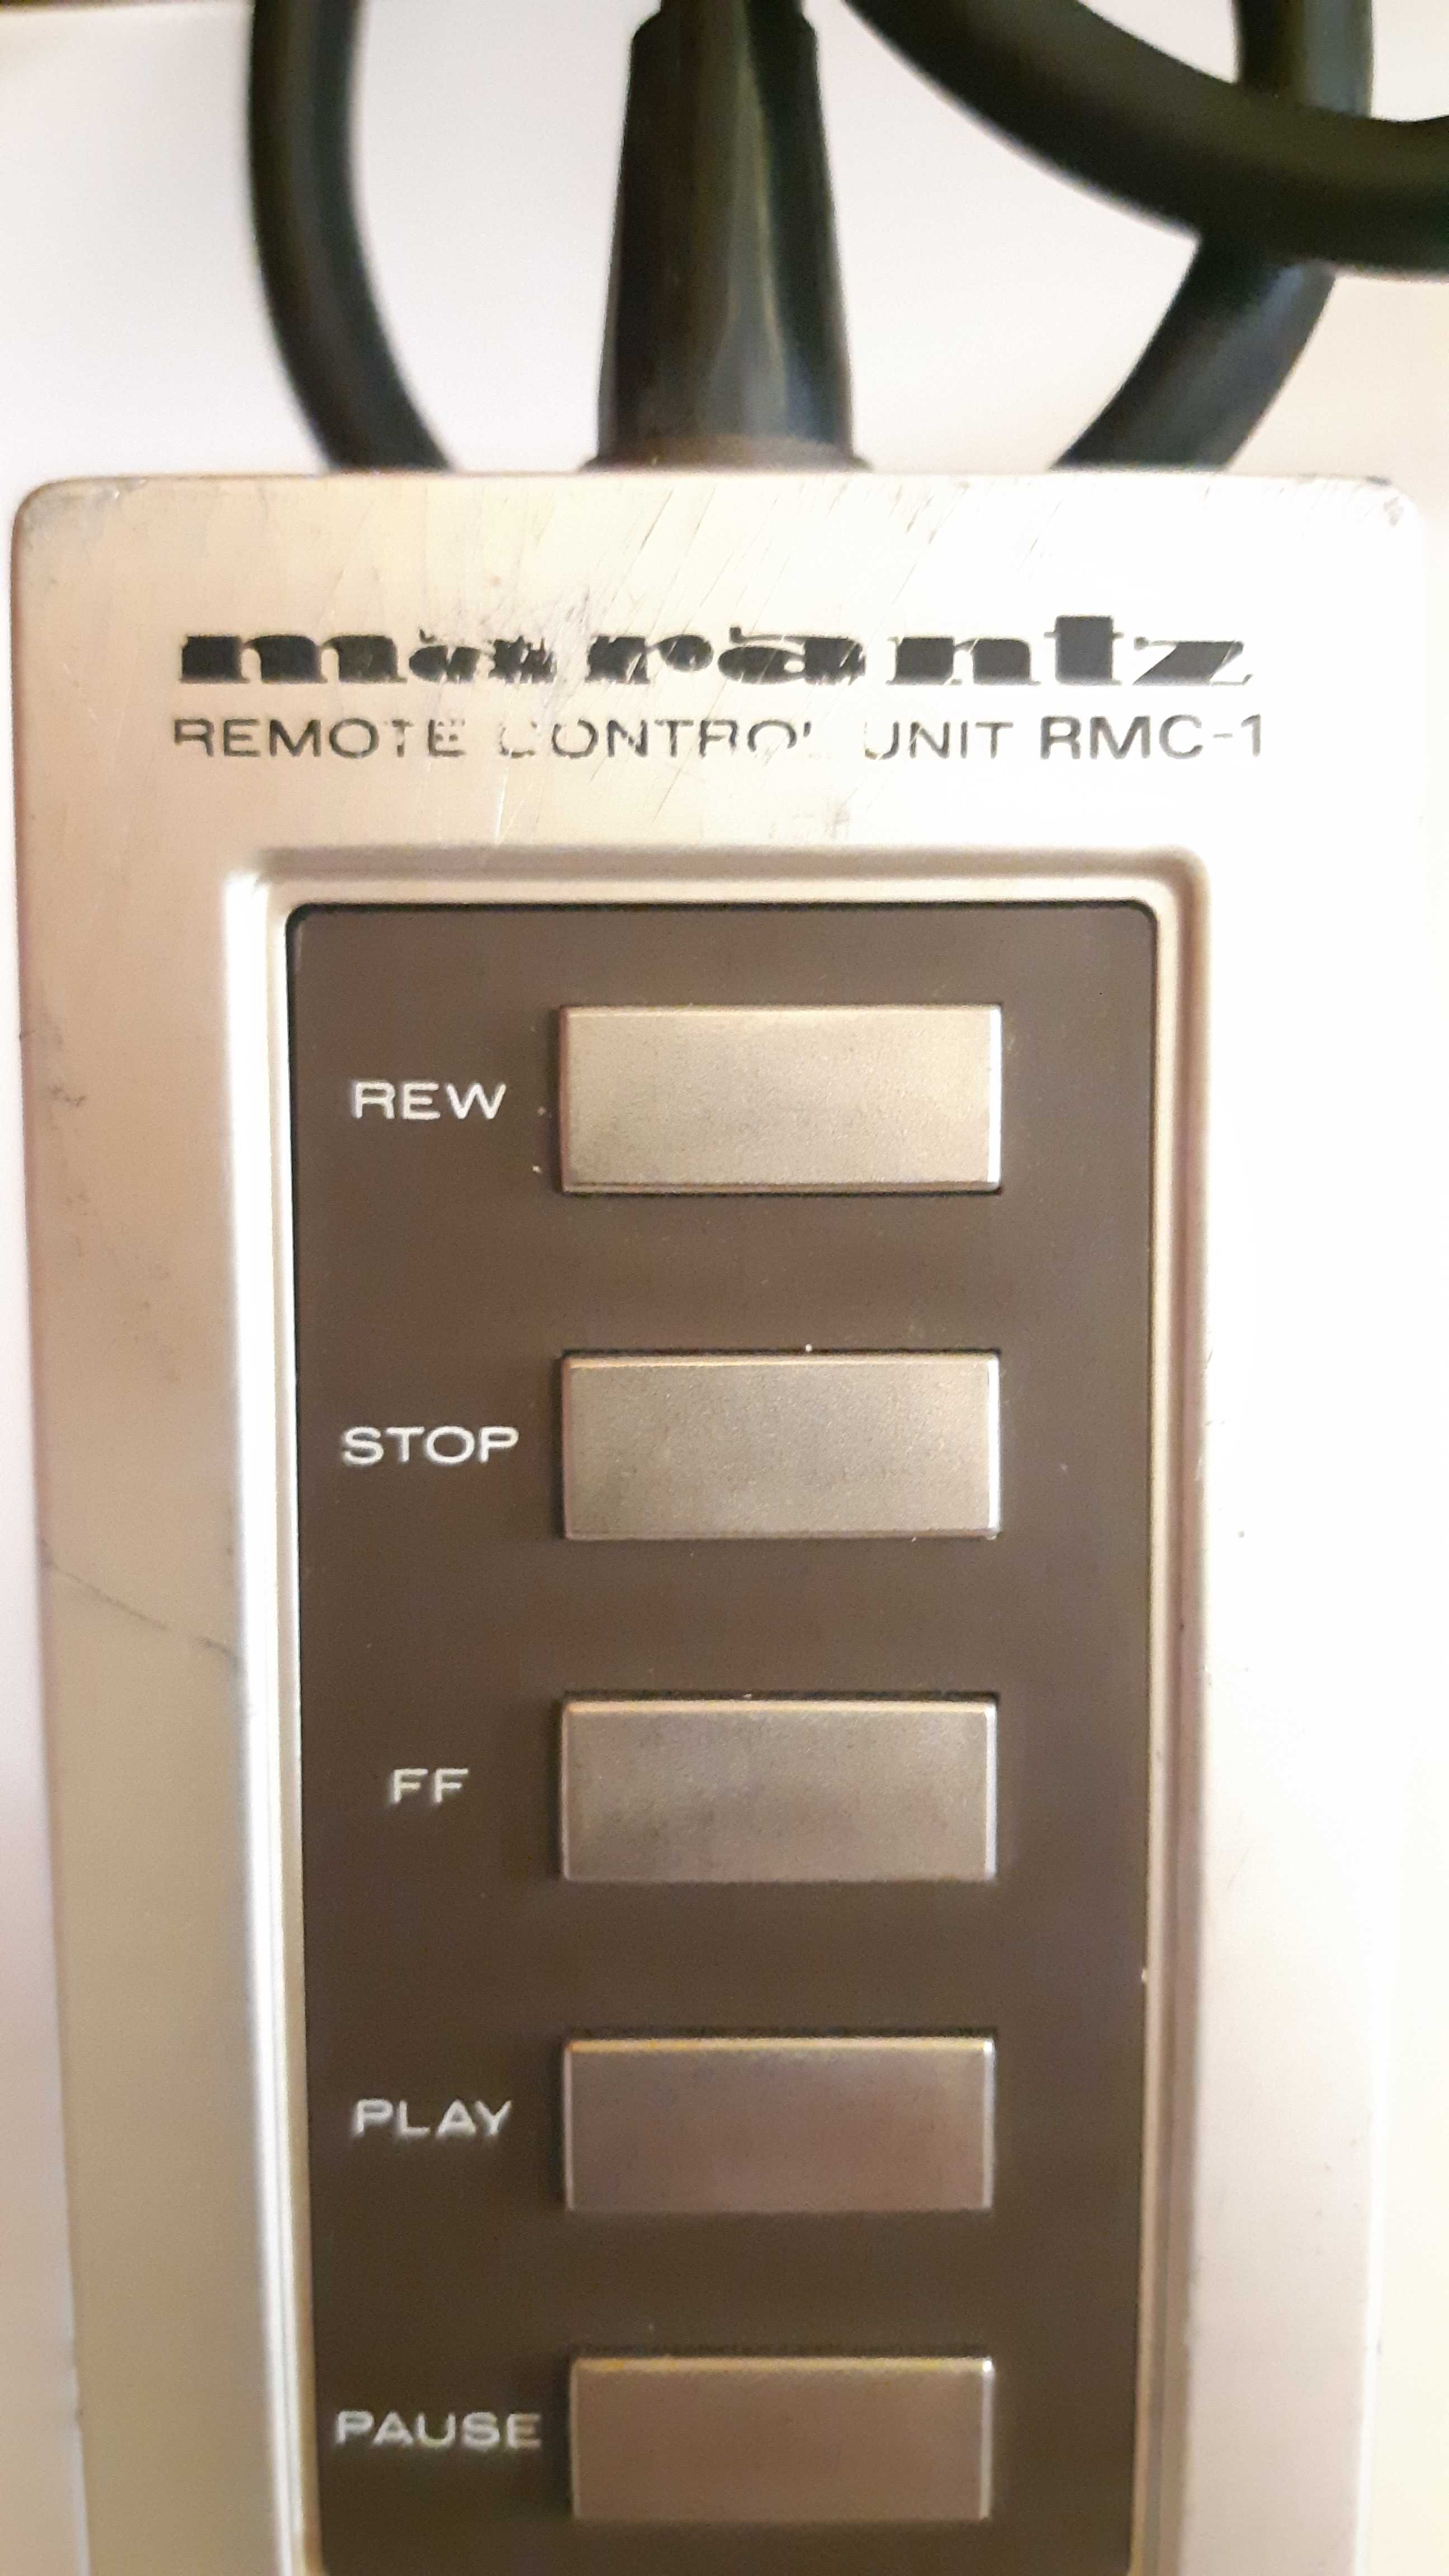 marantz
REMOTE CONTROL UNIT RMC-1
REW
STOP
FF
PLAY
PAUSE